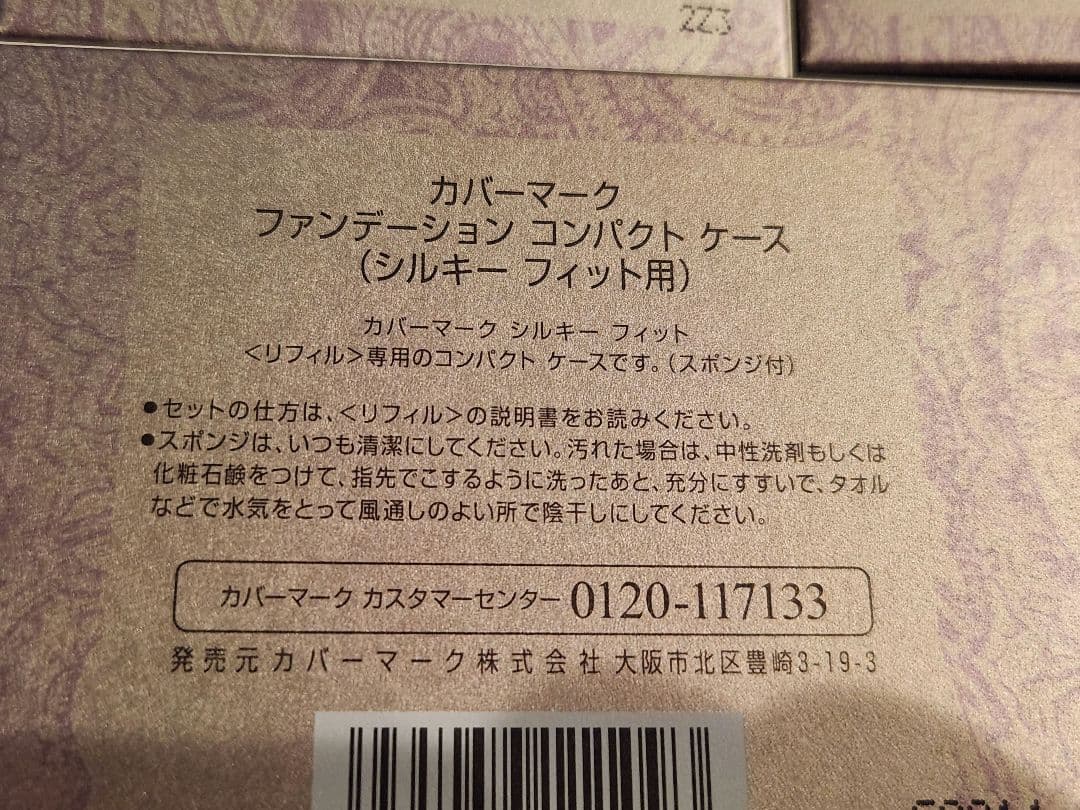 223
カバーマーク
ファンデーション コンパクト ケース
（シルキー フィット用）
カバーマーク シルキー フィット
＜リフィル＞専用のコンパクト ケースです。（スポンジ付）
●セットの仕方は、＜リフィル＞の説明書をお読みください。
●スポンジは、いつも清潔にしてください。汚れた場合は、中性洗剤もしくは
化粧石鹸をつけて、指先でこするように洗ったあと、充分にすすいで、タオル
などで水気をとって風通しのよい所で陰干しにしてください。
カバーマーク カスタマーセンター 0120-117133
発売元カバーマーク株式会社 大阪市北区豊崎3-19-3